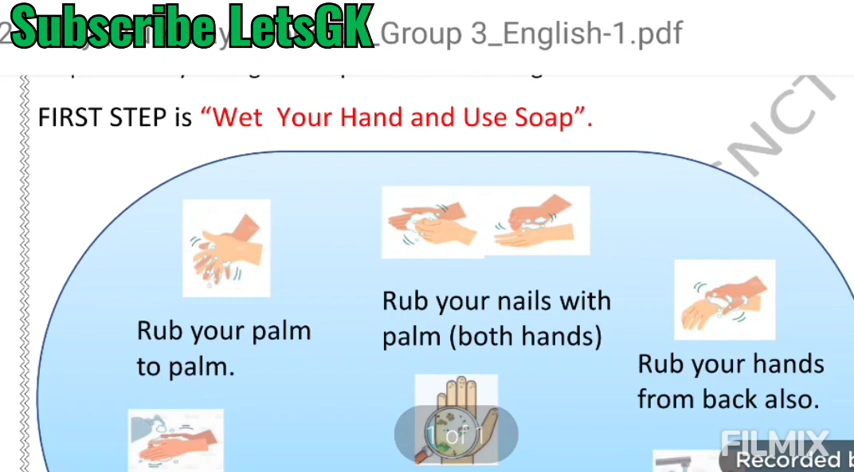 Subscribe LetsGK
_Group 3_English-1.pdf
FIRST STEP is “Wet Your Hand and Use Soap”.
Rub your palm
to palm.
Rub your nails with
palm (both hands)
Rub your hands
from back also.
1 of 1
FILMIX
Recorded